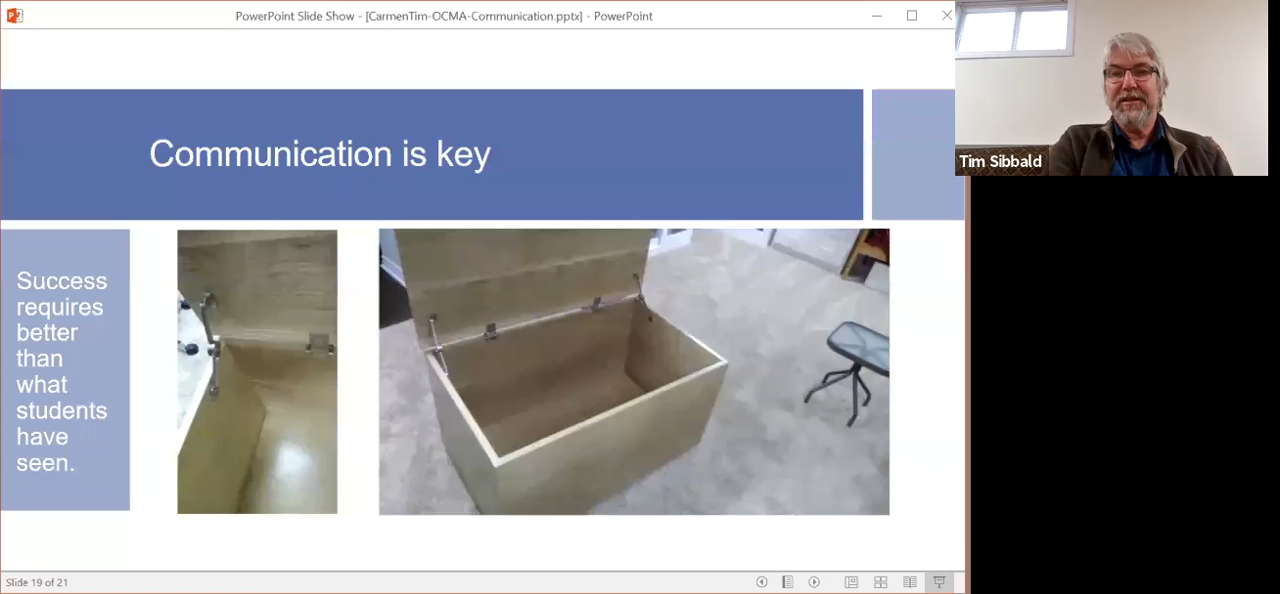 PowerPoint Slide Show - [CarmenTim-OCMA-Communication.pptx] - PowerPoint
Tim Sibbald
Communication is key
Success
requires
better
than
what
students
have
seen.
Slide 19 of 21